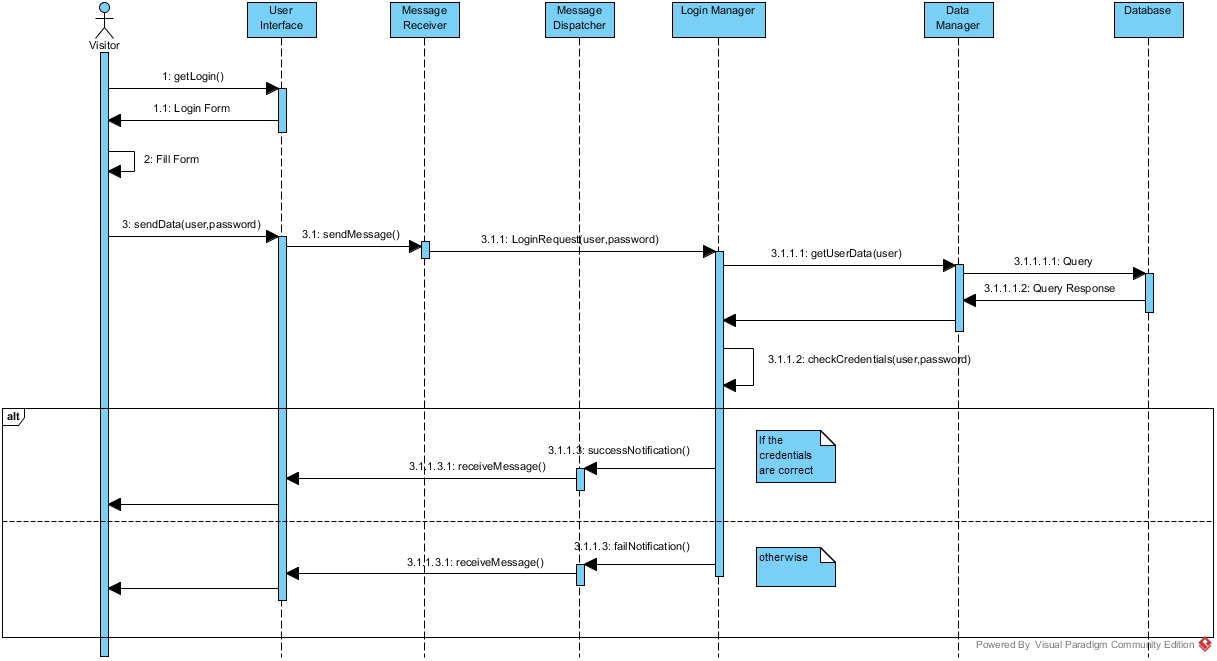 User
Interface
Message
Receiver
Message
Dispatcher
Login Manager
Data
Manager
Database
Visitor
1: getLogin()
1.1: Login Form
2: Fill Form
3: sendData(user,password)
3.1: sendMessage()
3.1.1: LoginRequest(user,password)
3.1.1.1: getUserData(user)
3.1.1.1.1: Query
3.1.1.1.2: Query Response
3.1.1.2: checkCredentials(user,password)
alt
If the
credentials
are correct
3.1.1.3: successNotification()
3.1.1.3.1: receiveMessage()
otherwise
3.1.1.3: failNotification()
3.1.1.3.1: receiveMessage()
Powered By Visual Paradigm Community Edition